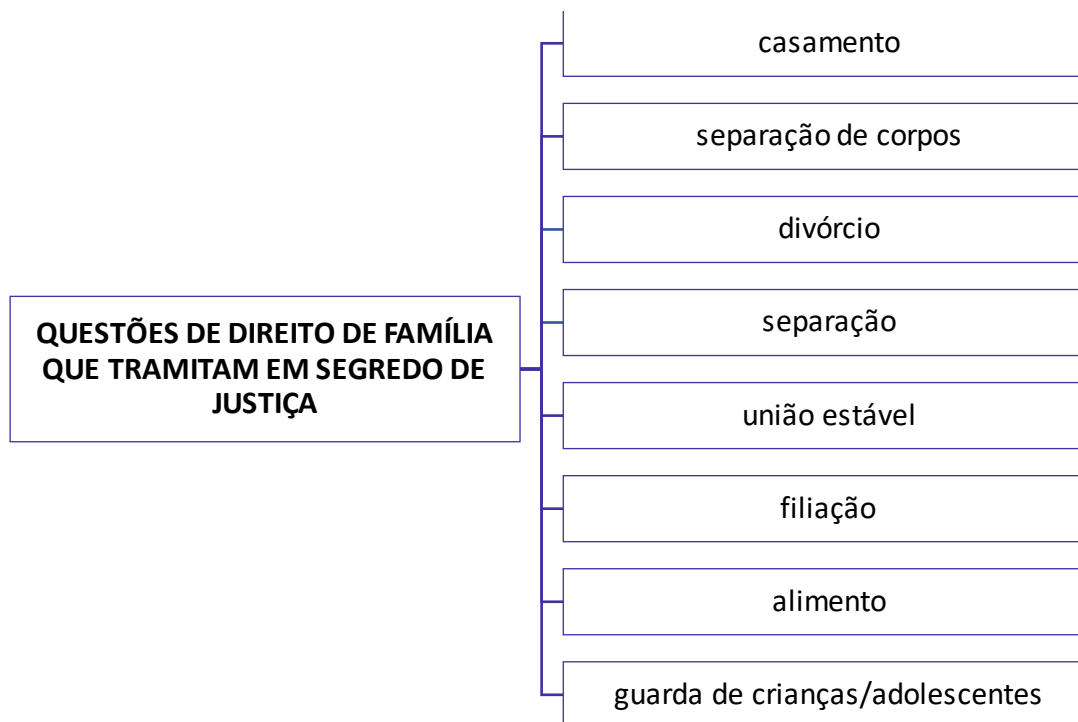 casamento
separação de corpos
divórcio
separação
QUESTÕES DE DIREITO DE FAMÍLIA
QUE TRAMITAM EM SEGREDO DE
JUSTIÇA
união estável
filiação
alimento
guarda de crianças/adolescentes